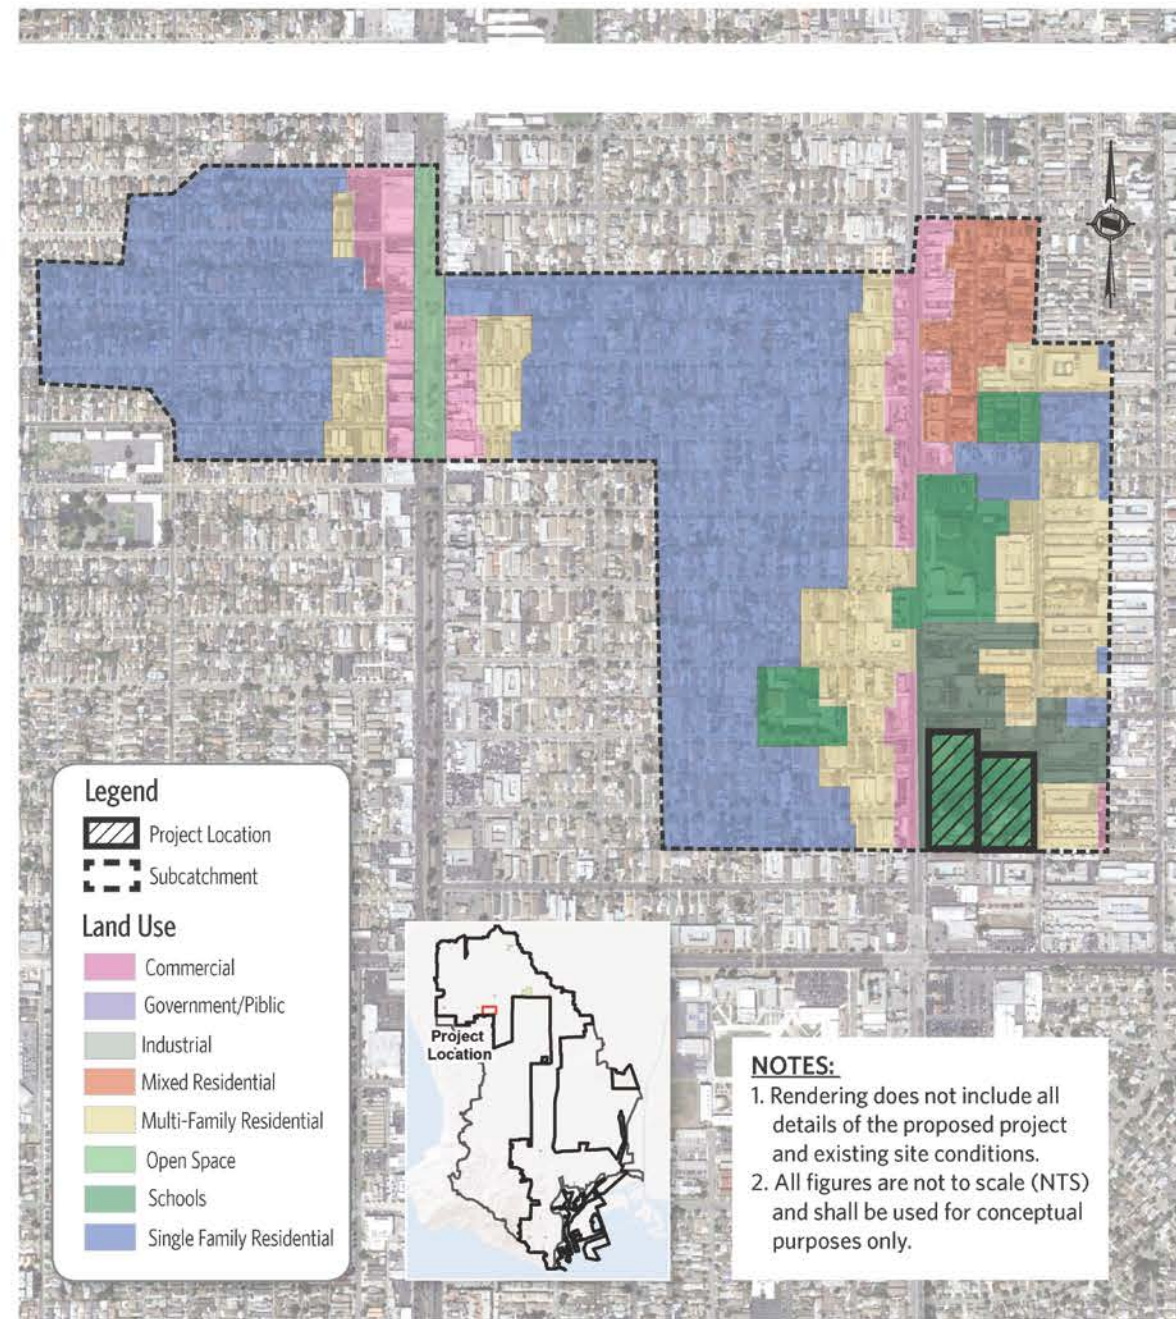 Legend
Project Location
Subcatchment
Land Use
Commercial
Government/Piblic
Industrial
Mixed Residential
Multi-Family Residential
Open Space
Schools
Single Family Residential
Project
Location
NOTES:
1. Rendering does not include all
details of the proposed project
and existing site conditions.
2. All figures are not to scale (NTS)
and shall be used for conceptual
purposes only.